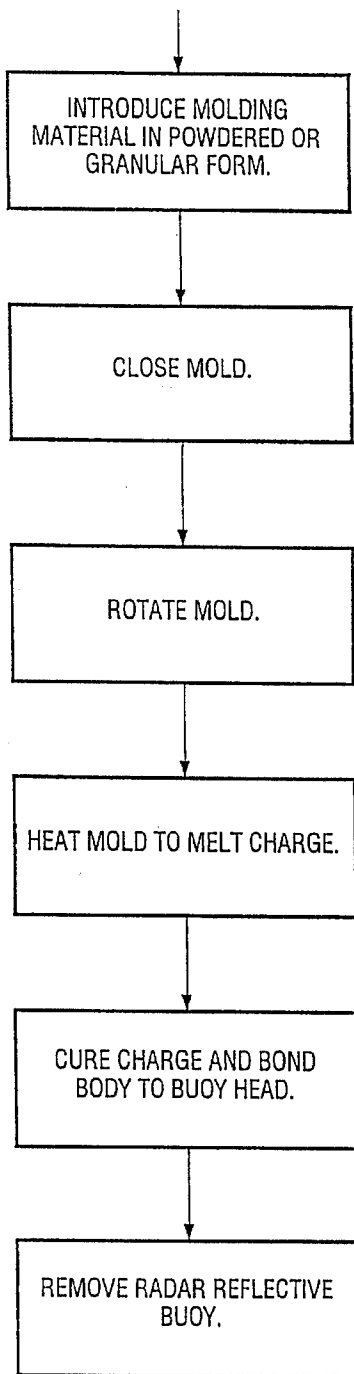 INTRODUCE MOLDING
MATERIAL IN POWDERED OR
GRANULAR FORM.
CLOSE MOLD.
ROTATE MOLD.
HEAT MOLD TO MELT CHARGE.
CURE CHARGE AND BOND
BODY TO BUOY HEAD.
REMOVE RADAR REFLECTIVE
BUOY.